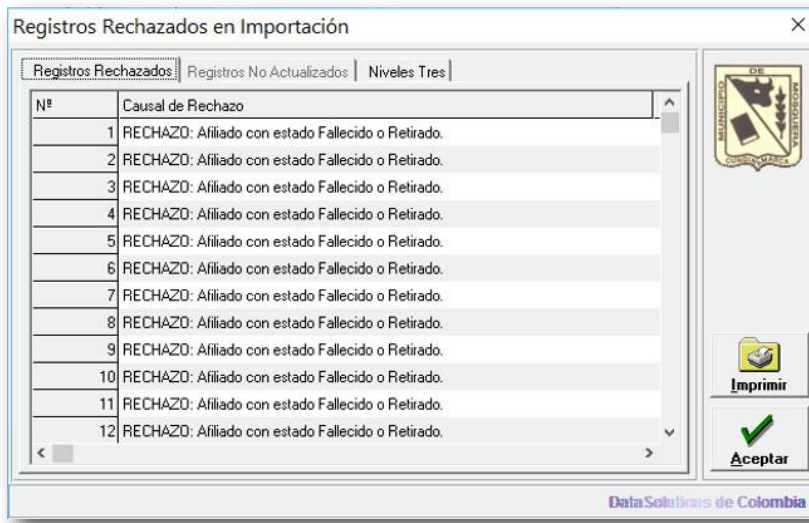 Registros Rechazados en Importación
Registros Rechazados
Registros No Actualizados
Niveles Tres
Nº Causal de Rechazo
1 RECHAZO: Afiliado con estado Fallecido o Retirado.
2 RECHAZO: Afiliado con estado Fallecido o Retirado.
3 RECHAZO: Afiliado con estado Fallecido o Retirado.
4 RECHAZO: Afiliado con estado Fallecido o Retirado.
5 RECHAZO: Afiliado con estado Fallecido o Retirado.
6 RECHAZO: Afiliado con estado Fallecido o Retirado.
7 RECHAZO: Afiliado con estado Fallecido o Retirado.
8 RECHAZO: Afiliado con estado Fallecido o Retirado.
9 RECHAZO: Afiliado con estado Fallecido o Retirado.
10 RECHAZO: Afiliado con estado Fallecido o Retirado.
11 RECHAZO: Afiliado con estado Fallecido o Retirado.
12 RECHAZO: Afiliado con estado Fallecido o Retirado.
MUNICIPIO
DE
MOSQUERA
CUNDINAMARCA
Imprimir
Aceptar
DataSolutions de Colombia